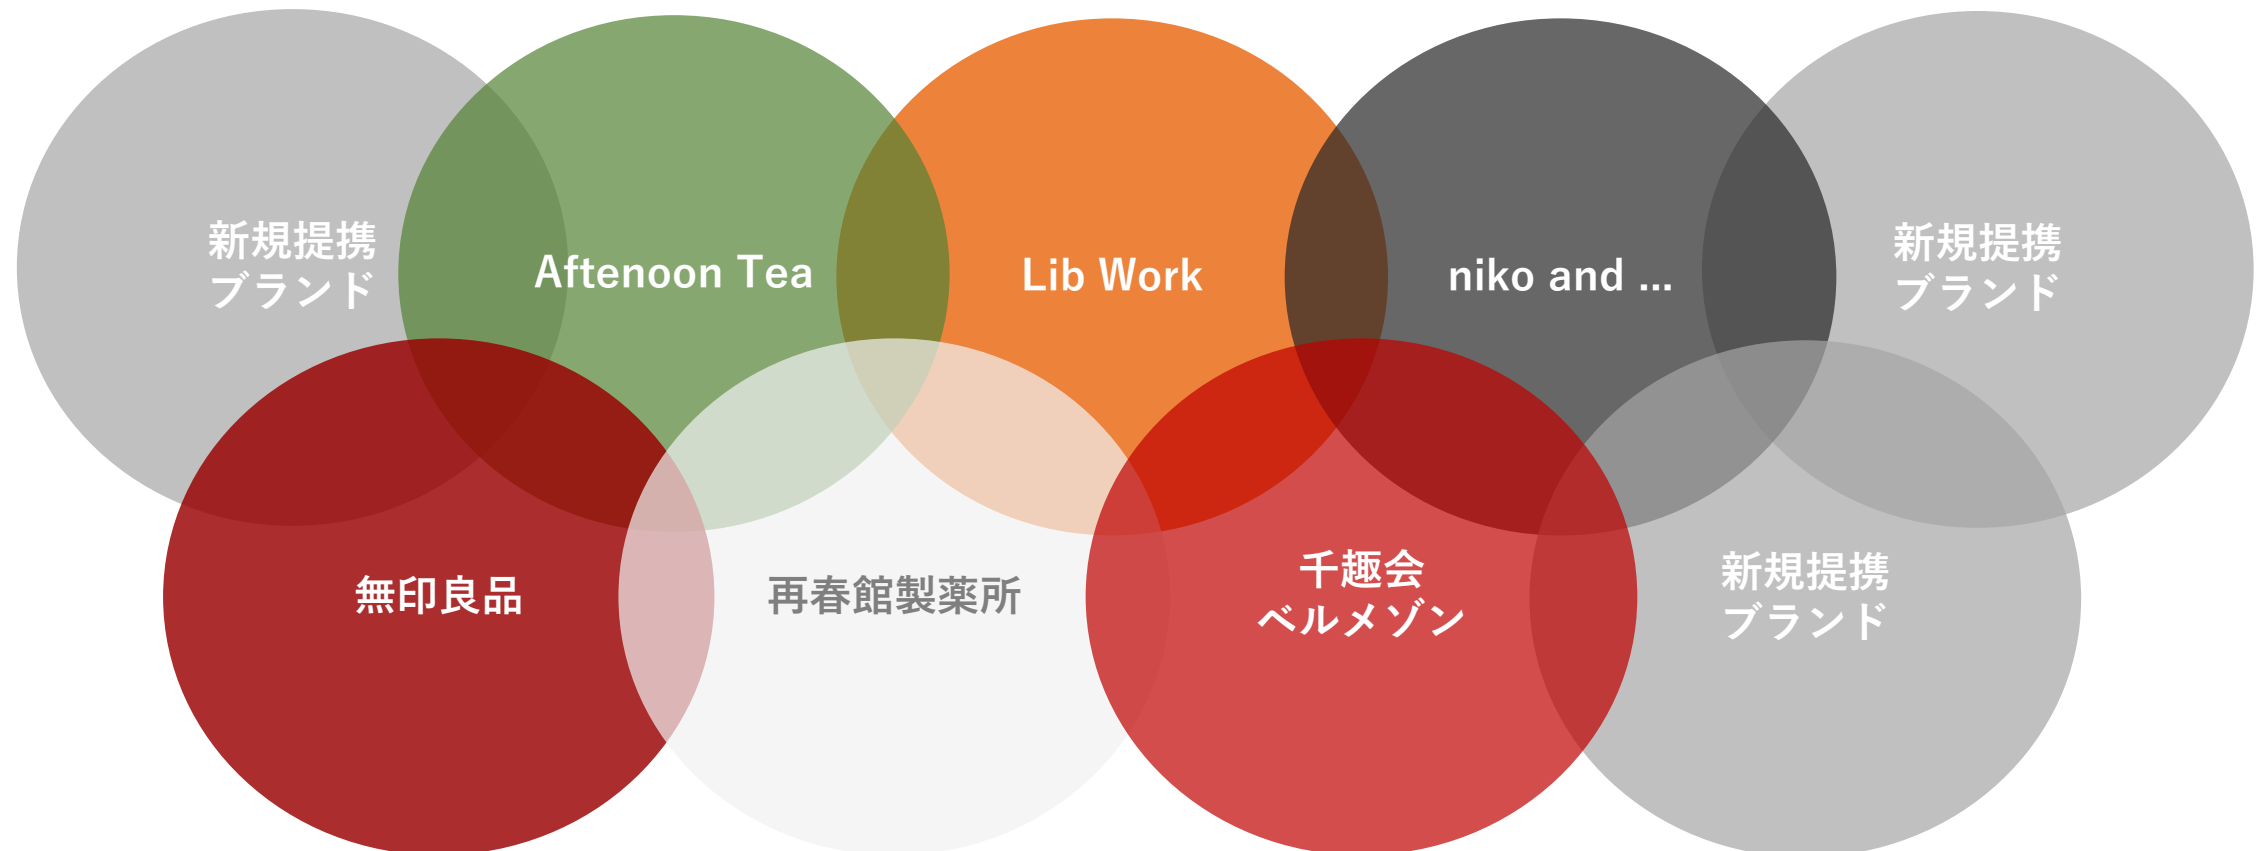 新規提携
ブランド
Aftenoon Tea
Lib Work
niko and ...
新規提携
ブランド
無印良品
再春館製薬所
千趣会
ベルメゾン
新規提携
ブランド